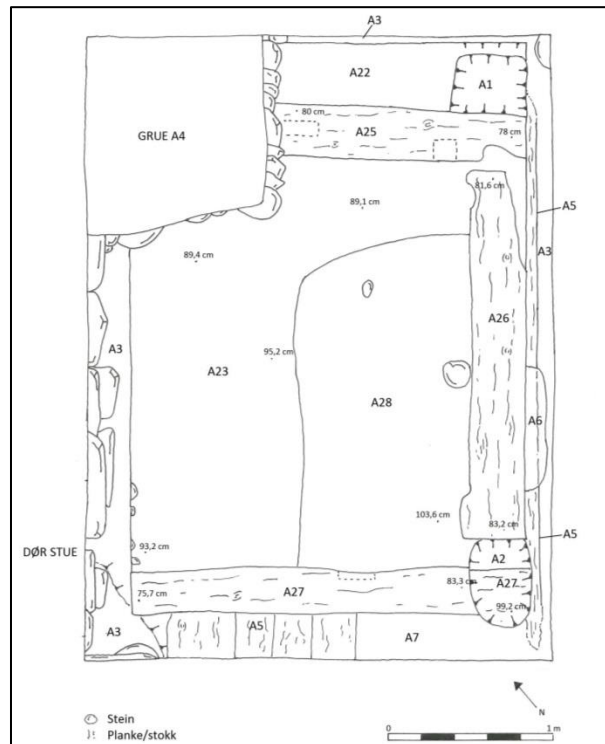 A3
A22
A1
80 cm
A25
78 cm
GRUE A4
81,6 cm
89,1 cm
A5
A3
89,4 cm
A26
A3
95,2 cm
A23
A28
A6
103,6 cm
83,2 cm
A5
93,2 cm
DØR STUE
A2
83,3 cm
A27
A27
75,7 cm
99,2 cm
A3
A5
A7
N
Stein
Planke/stokk
0
1 m